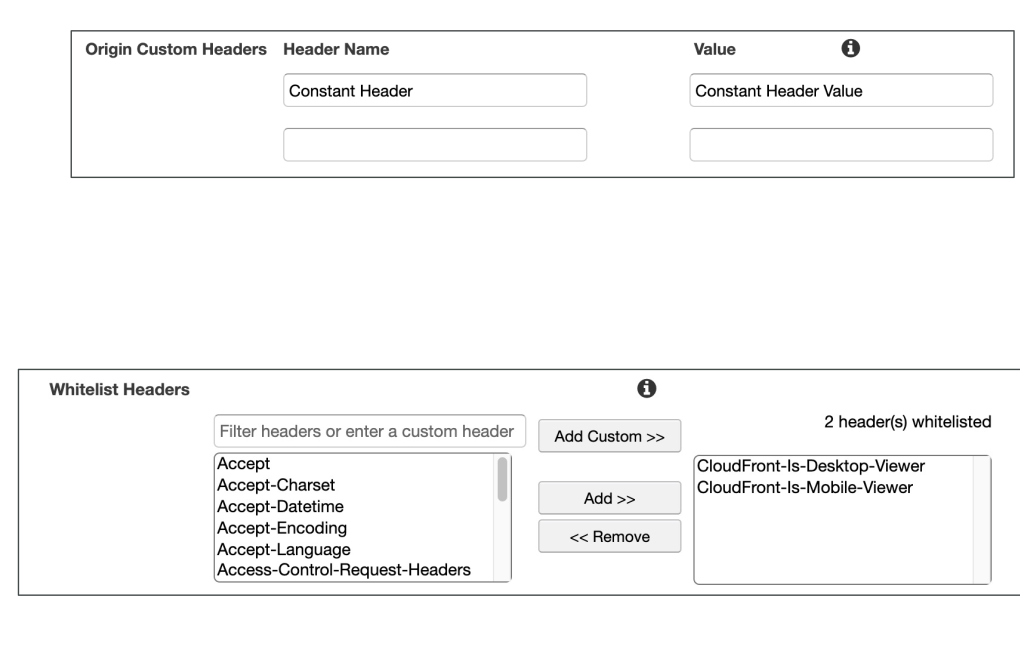 Origin Custom Headers Header Name Value
Constant Header Constant Header Value
Whitelist Headers
2 header(s) whitelisted
Filter headers or enter a custom header Add Custom >>
Accept CloudFront-Is-Desktop-Viewer
Accept-Charset CloudFront-Is-Mobile-Viewer
Accept-Datetime Add >>
Accept-Encoding << Remove
Accept-Language
Access-Control-Request-Headers